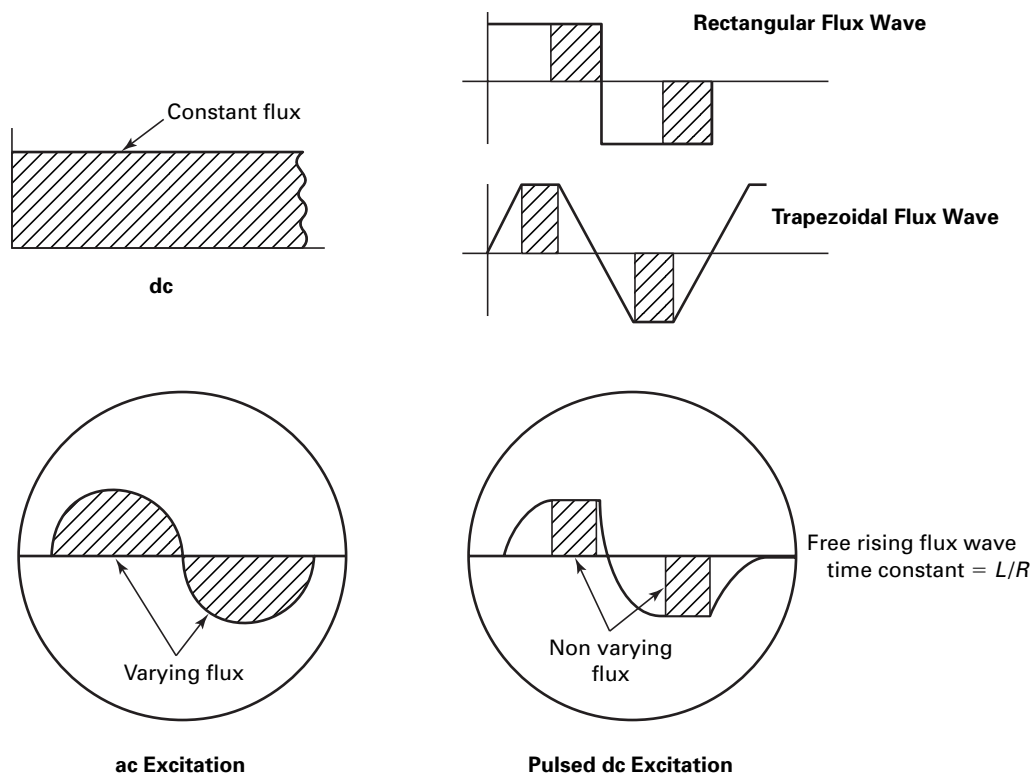 Rectangular Flux Wave
Constant flux
Trapezoidal Flux Wave
dc
Free rising flux wave
time constant = L/R
Varying flux
Non varying
flux
ac Excitation
Pulsed dc Excitation